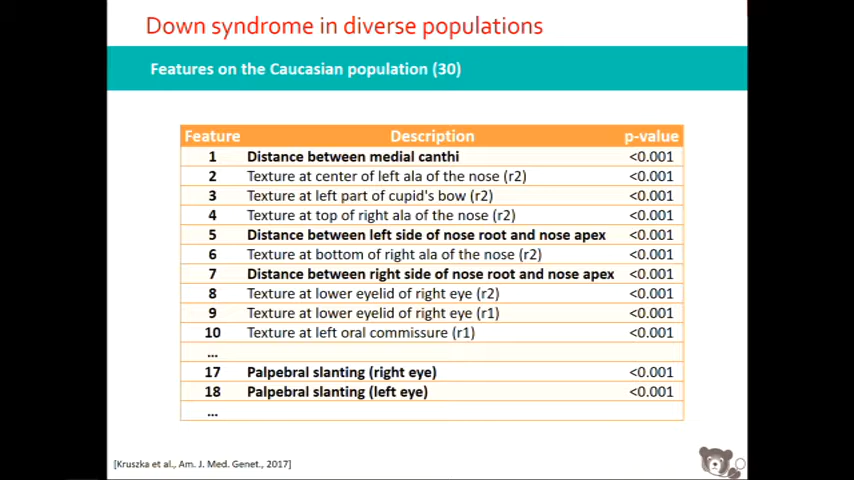 Down syndrome in diverse populations
Features on the Caucasian population (30)
Feature Description p-value
1 Distance between medial canthi <0.001
2 Texture at center of left ala of the nose (r2) <0.001
3 Texture at left part of cupid's bow (r2) <0.001
4 Texture at top of right ala of the nose (r2) <0.001
5 Distance between left side of nose root and nose apex <0.001
6 Texture at bottom of right ala of the nose (r2) <0.001
7 Distance between right side of nose root and nose apex <0.001
8 Texture at lower eyelid of right eye (r2) <0.001
9 Texture at lower eyelid of right eye (r1) <0.001
10 Texture at left oral commissure (r1) <0.001
...
17 Palpebral slanting (right eye) <0.001
18 Palpebral slanting (left eye) <0.001
...
[Kruszka et al., Am. J. Med. Genet., 2017]